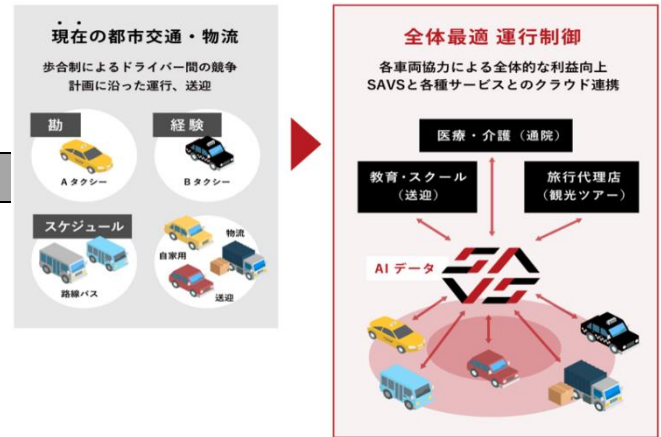 現在の都市交通・物流
歩合制によるドライバー間の競争
計画に沿った運行、送迎
勘
Aタクシー
経験
Bタクシー
スケジュール
路線バス
物流
自家用
送迎
全体最適 運行制御
各車両協力による全体的な利益向上
SAVSと各種サービスとのクラウド連携
医療・介護（通院）
教育・スクール
（送迎）
旅行代理店
（観光ツアー）
AI データ
SAVS